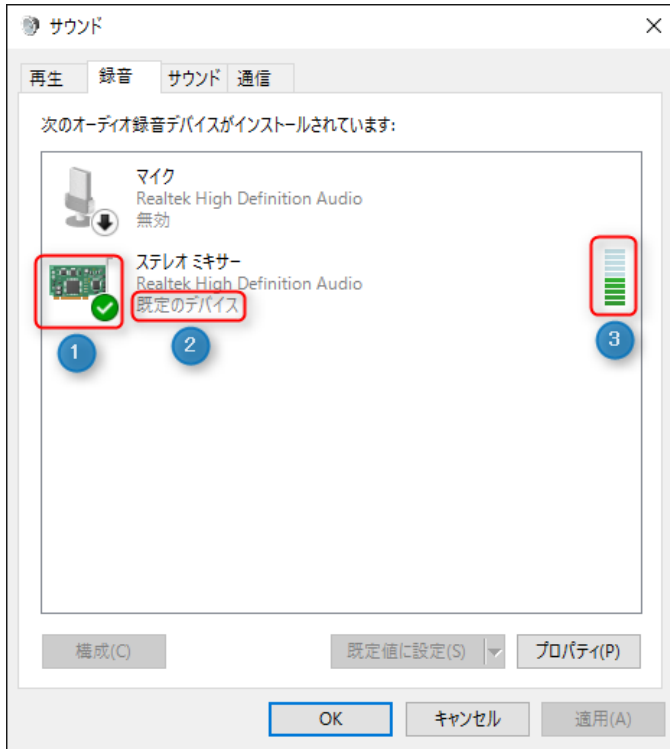 サウンド
再生 録音 サウンド 通信
次のオーディオ録音デバイスがインストールされています:
マイク
Realtek High Definition Audio
無効
ステレオ ミキサー
Realtek High Definition Audio
既定のデバイス
1
2
3
構成(C) 既定値に設定(S) プロパティ(P)
OK キャンセル 適用(A)